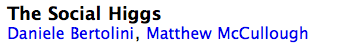 The Social Higgs
Daniele Bertolini, Matthew McCullough